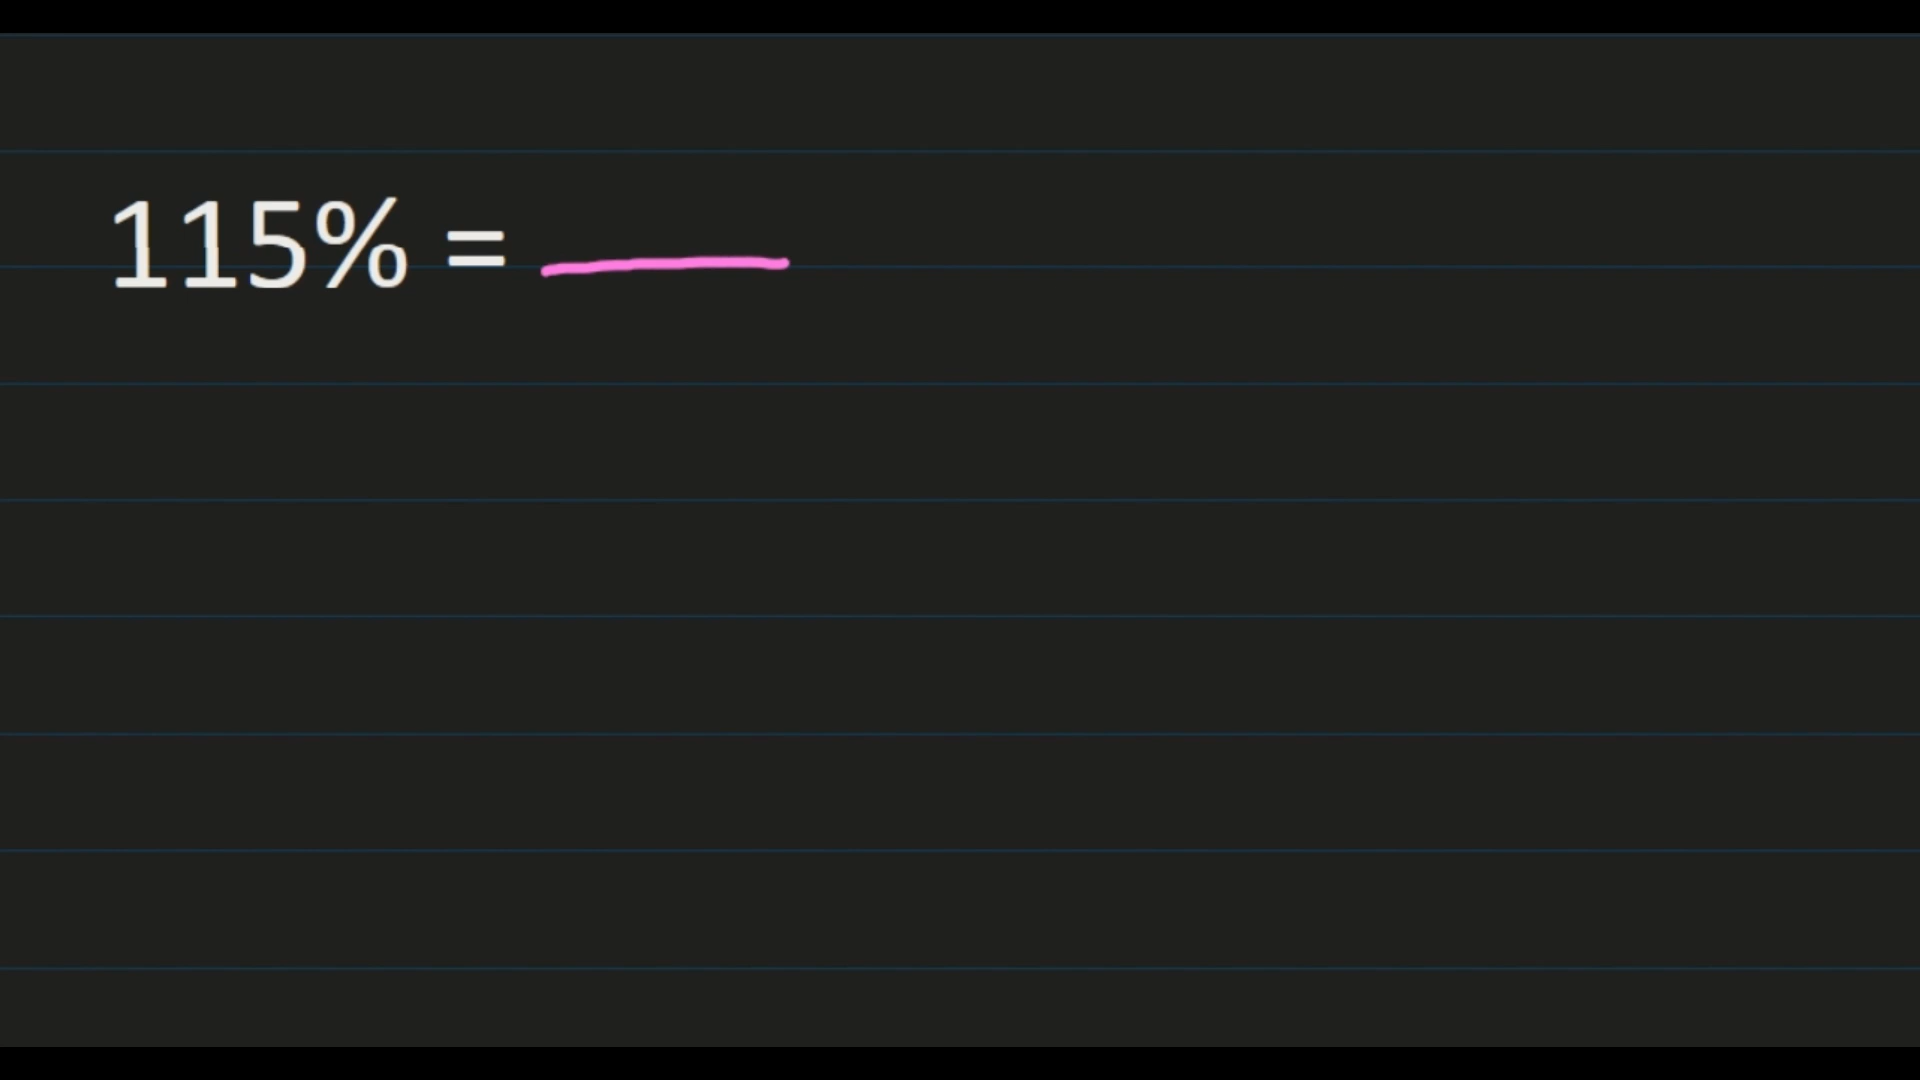 115% =